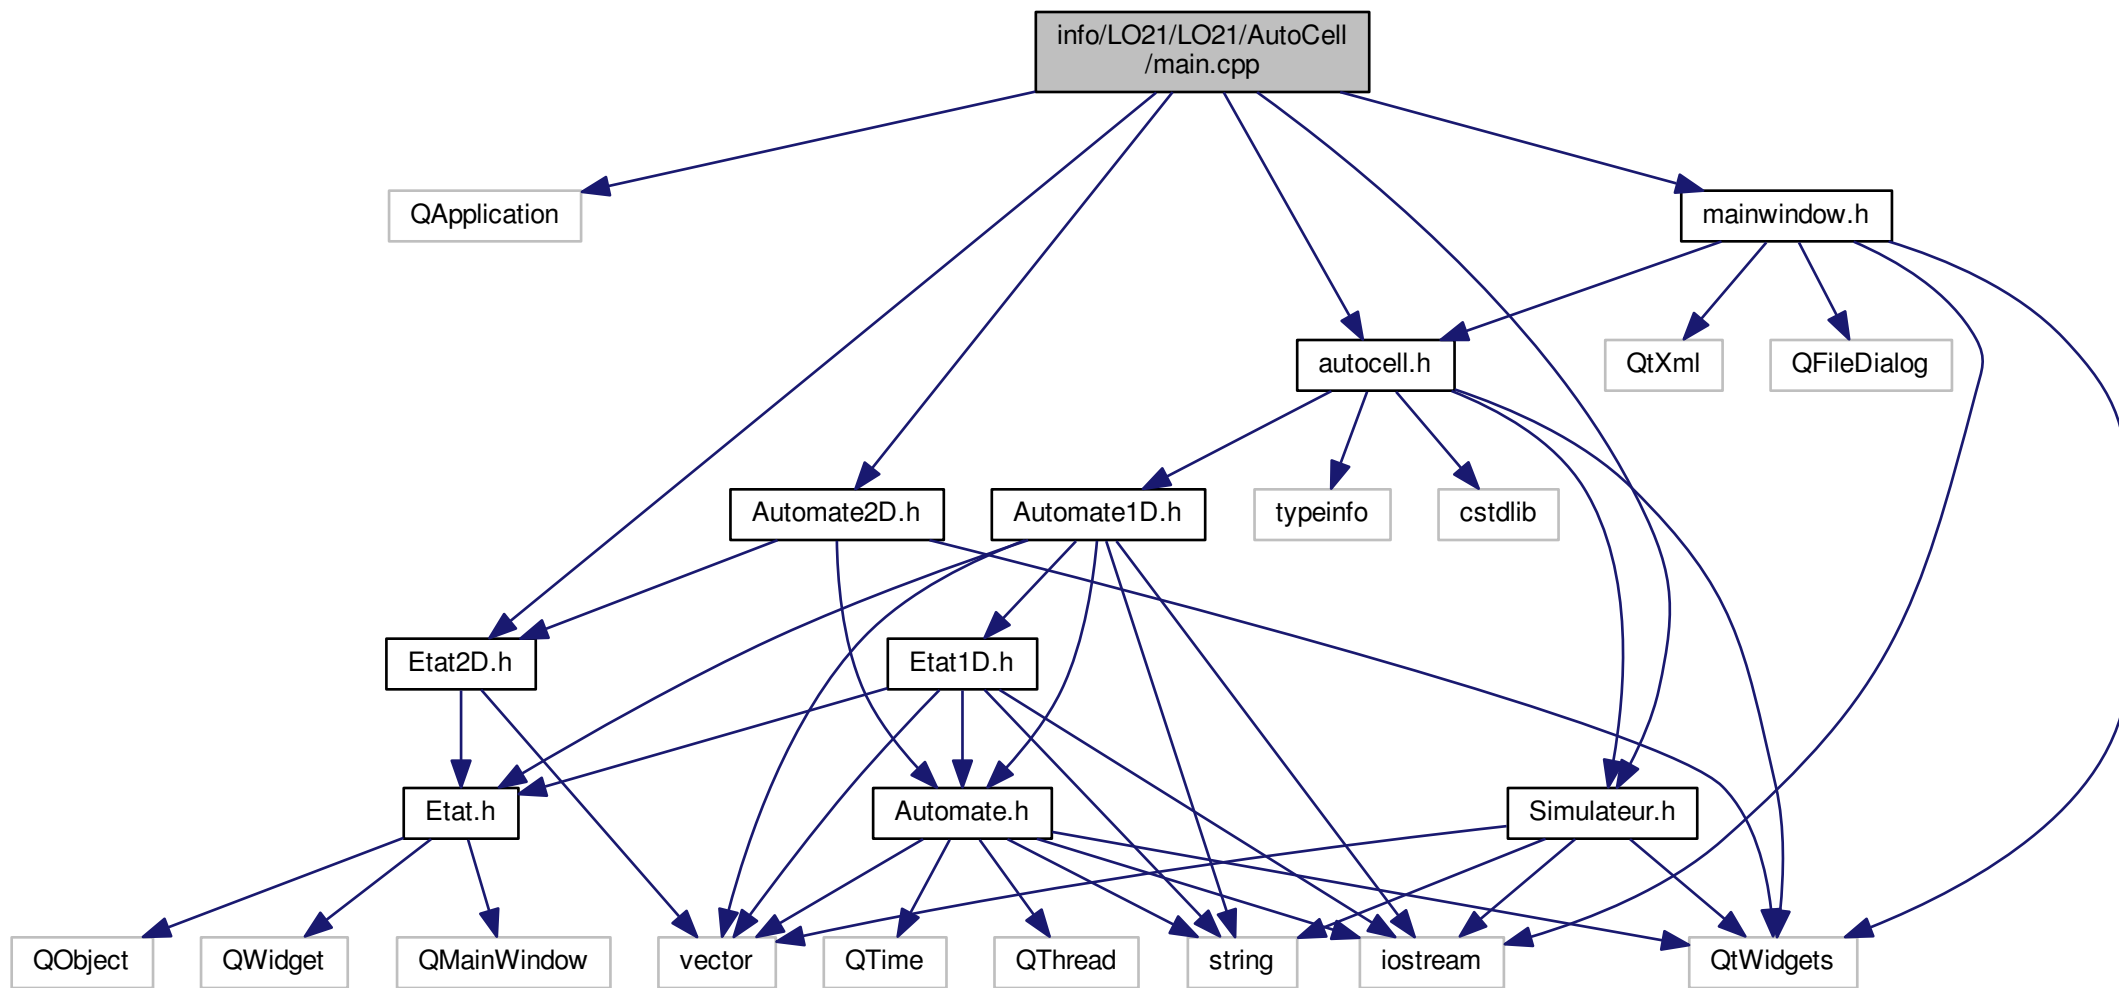 info/LO21/LO21/AutoCell
/main.cpp
QApplication
mainwindow.h
autocell.h
QtXml
QFileDialog
Automate2D.h
Automate1D.h
typeinfo
cstdlib
Etat2D.h
Etat1D.h
Etat.h
Automate.h
Simulateur.h
QObject
QWidget
QMainWindow
vector
QTime
QThread
string
iostream
QtWidgets